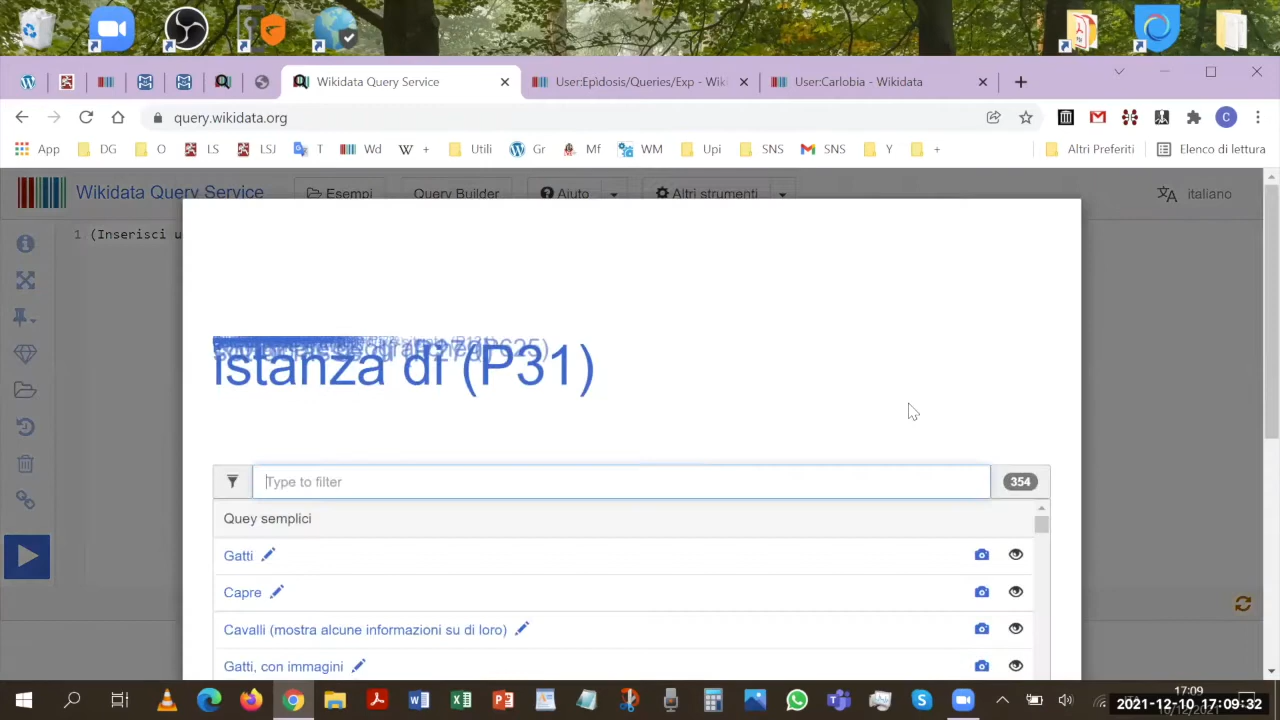 Wikidata Query Service
User:Epìdosis/Queries/Exp - Wiki
User:Carlobia - Wikidata
query.wikidata.org
C
App
DG
O
LS
LSJ
T
Wd
+
Utili
Gr
Mf
WM
Upi
SNS
SNS
Y
+
Altri Preferiti
Elenco di lettura
Wikidata Query Service
Esempi
Query Builder
Aiuto
Altri strumenti
italiano
1 (Inserisci u
istanza di (P31)
Type to filter
354
Quey semplici
Gatti
Capre
Cavalli (mostra alcune informazioni su di loro)
Gatti, con immagini
17:09
2021-12-10 17:09:32